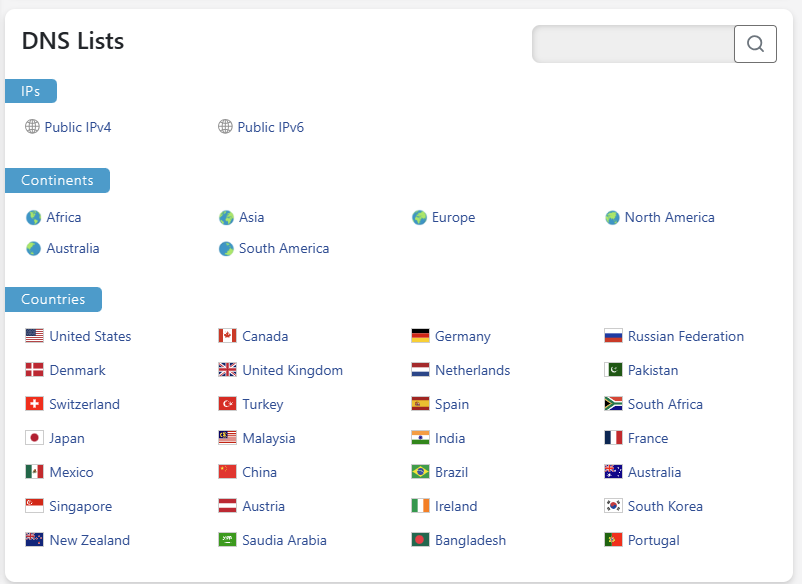 DNS Lists
IPs
Public IPv4 Public IPv6
Continents
Africa Asia Europe North America
Australia South America
Countries
United States Canada Germany Russian Federation
Denmark United Kingdom Netherlands Pakistan
Switzerland Turkey Spain South Africa
Japan Malaysia India France
Mexico China Brazil Australia
Singapore Austria Ireland South Korea
New Zealand Saudia Arabia Bangladesh Portugal